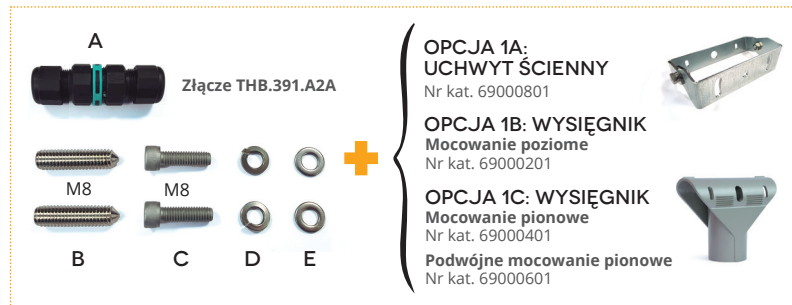 A
Złącze THB.391.A2A
M8
M8
B
C
D
E
OPCJA 1A:
UCHWYT ŚCIENNY
Nr kat. 69000801
OPCJA 1B: WYSIĘGNIK
Mocowanie poziome
Nr kat. 69000201
OPCJA 1C: WYSIĘGNIK
Mocowanie pionowe
Nr kat. 69000401
Podwójne mocowanie pionowe
Nr kat. 69000601